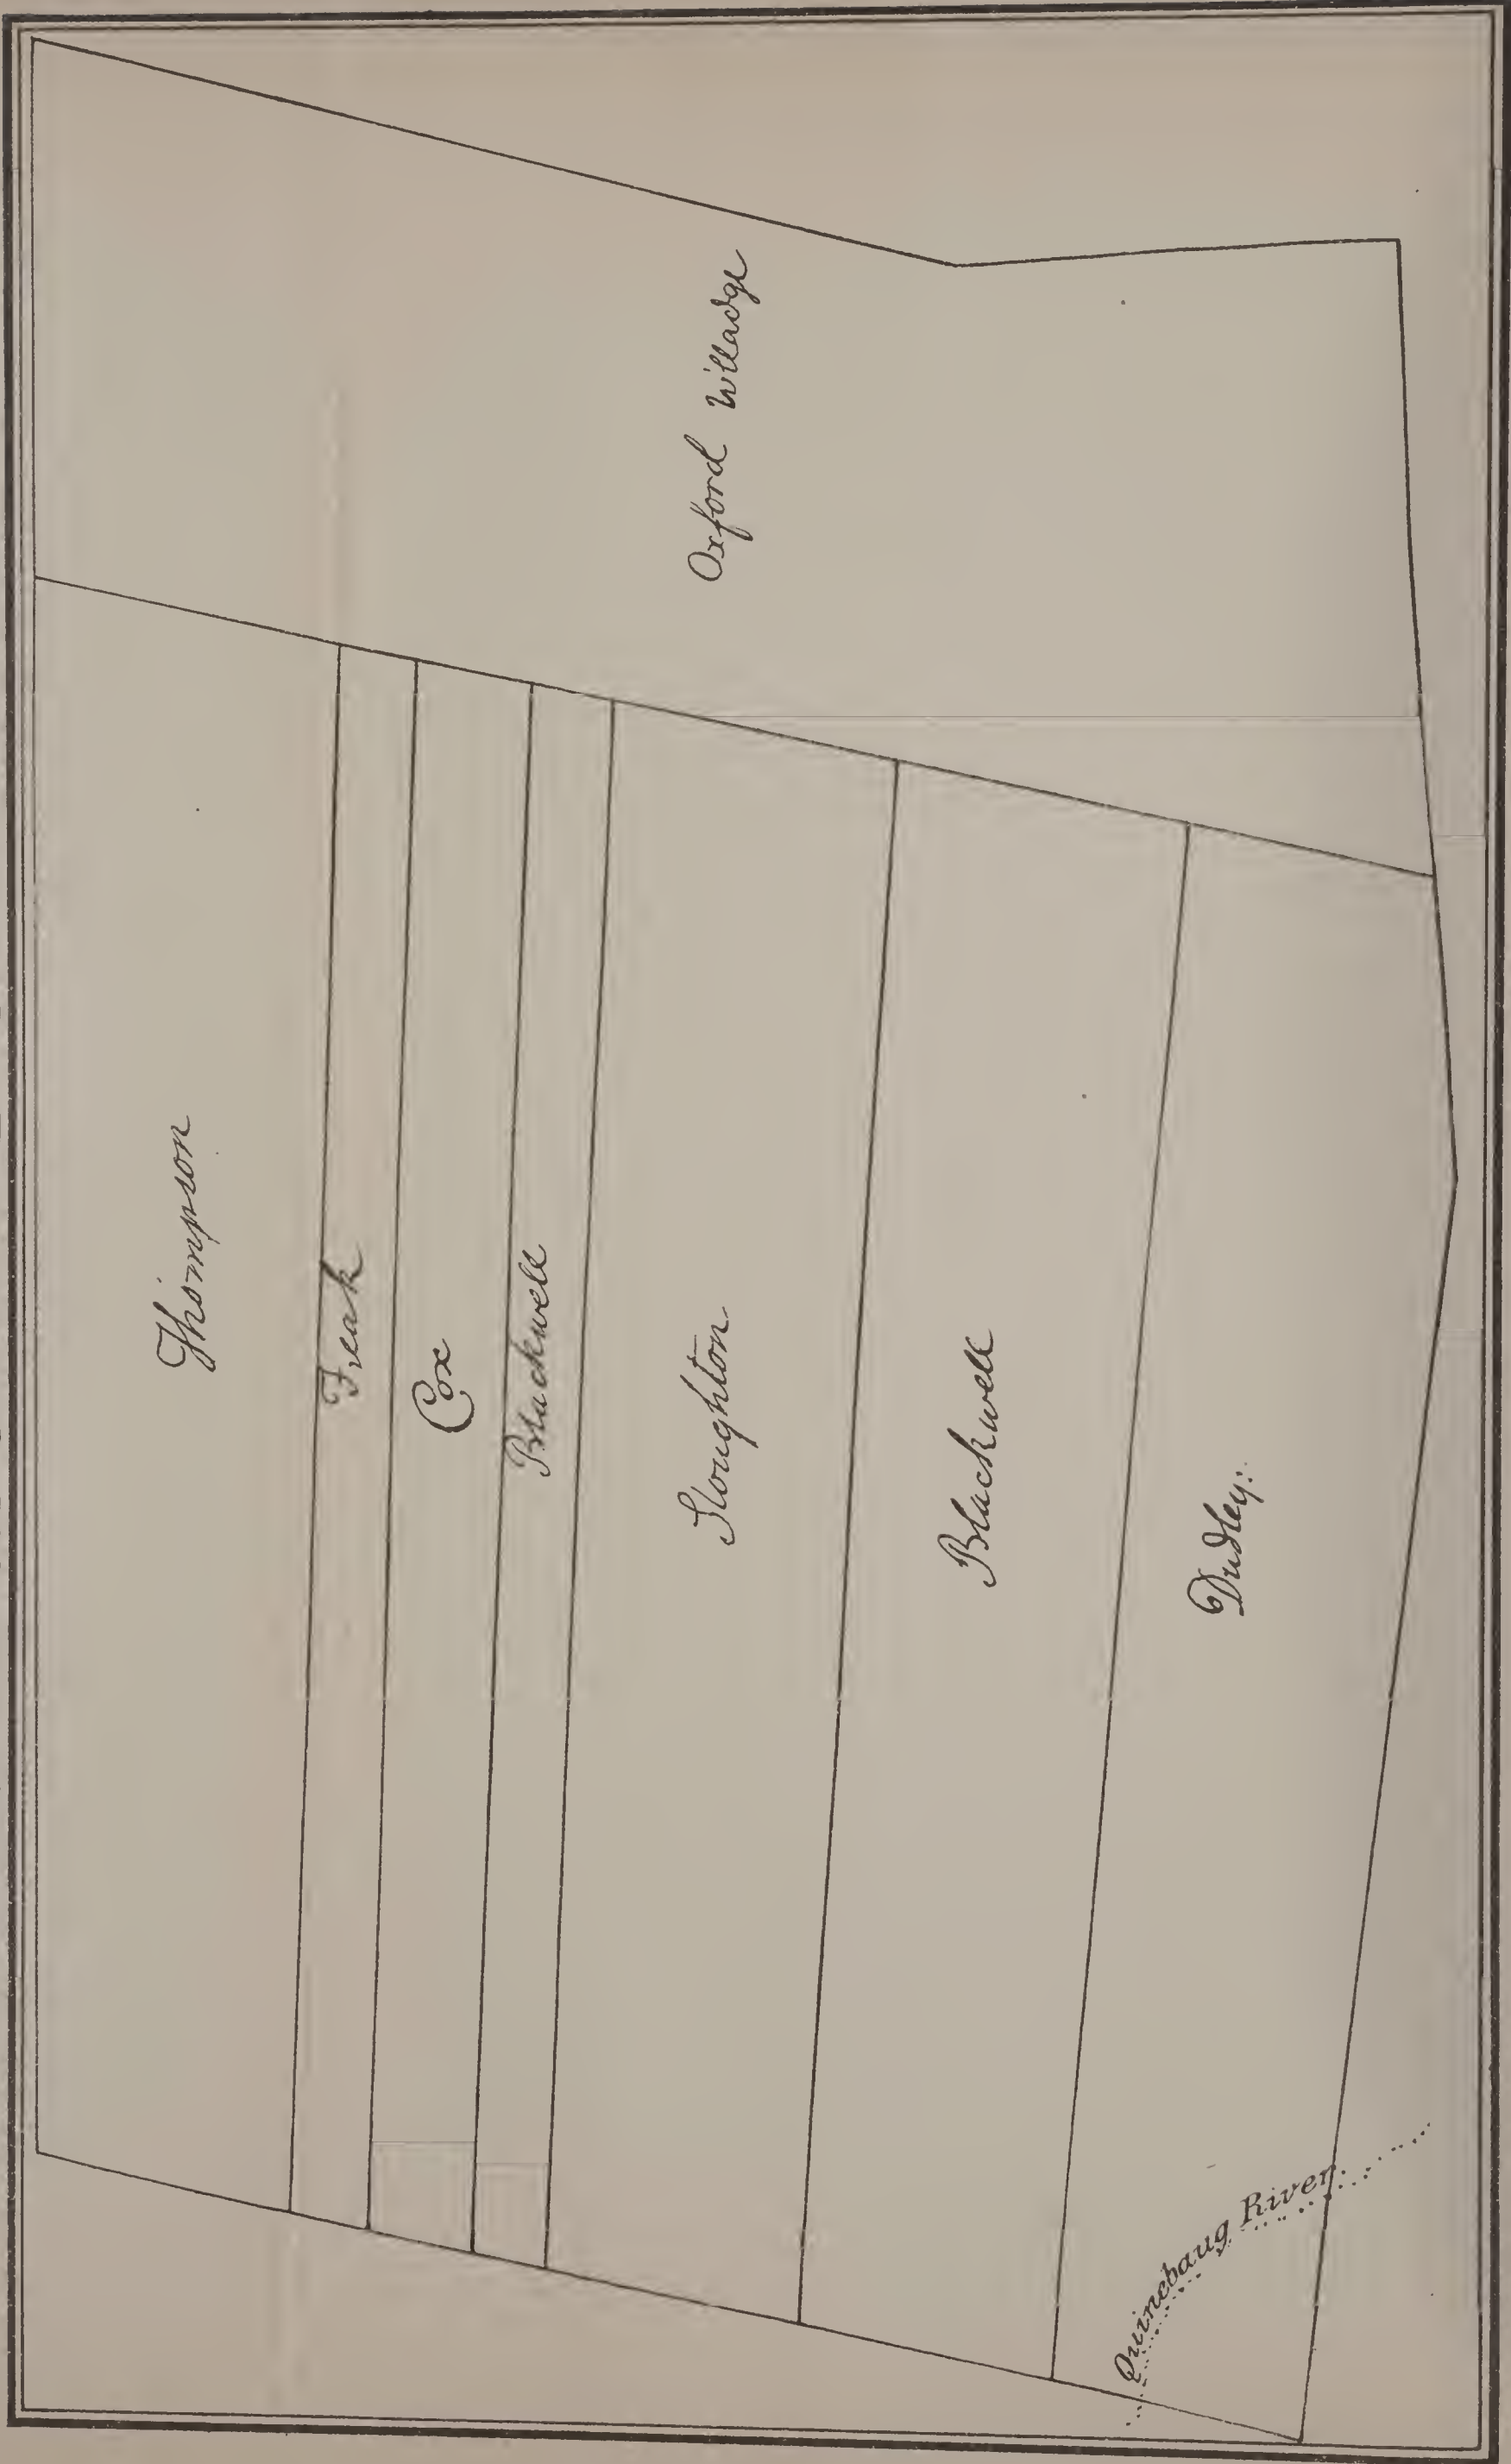 Oxford Villadge
Thompson
Freak
Cox
Blackwell
Stoughton
Blackwell
Dudley:
Quinebaug River